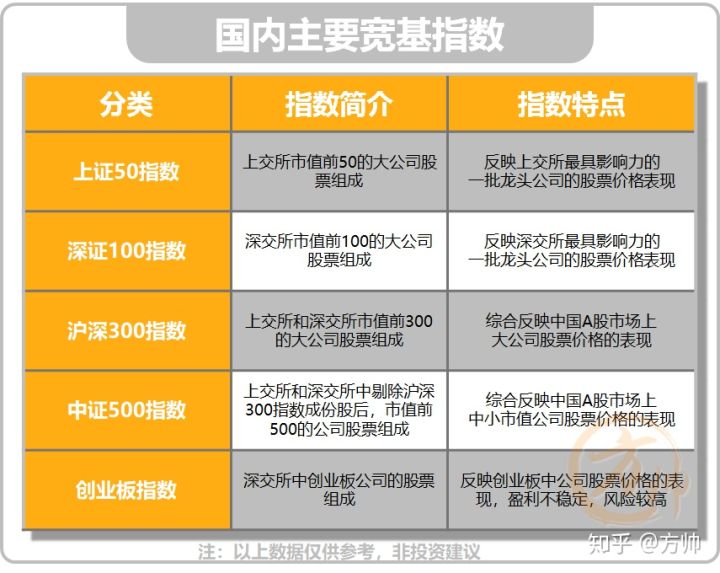 国内主要宽基指数
分类
指数简介
指数特点
上证50指数
上交所市值前50的大公司股
票组成
反映上交所最具影响力的
一批龙头公司的股票价格表现
深证100指数
深交所市值前100的大公司
股票组成
反映深交所最具影响力的
一批龙头公司的股票价格表现
沪深300指数
上交所和深交所市值前300
的大公司股票组成
综合反映中国A股市场上
大公司股票价格的表现
中证500指数
上交所和深交所中剔除沪深
300指数成份股后，市值前
500的公司股票组成
综合反映中国A股市场上
中小市值公司股票价格的表现
创业板指数
深交所中创业板公司的股票
组成
反映创业板中公司股票价格的表
现，盈利不稳定，风险较高
注：以上数据仅供参考，非投资建议
知乎 @方帅